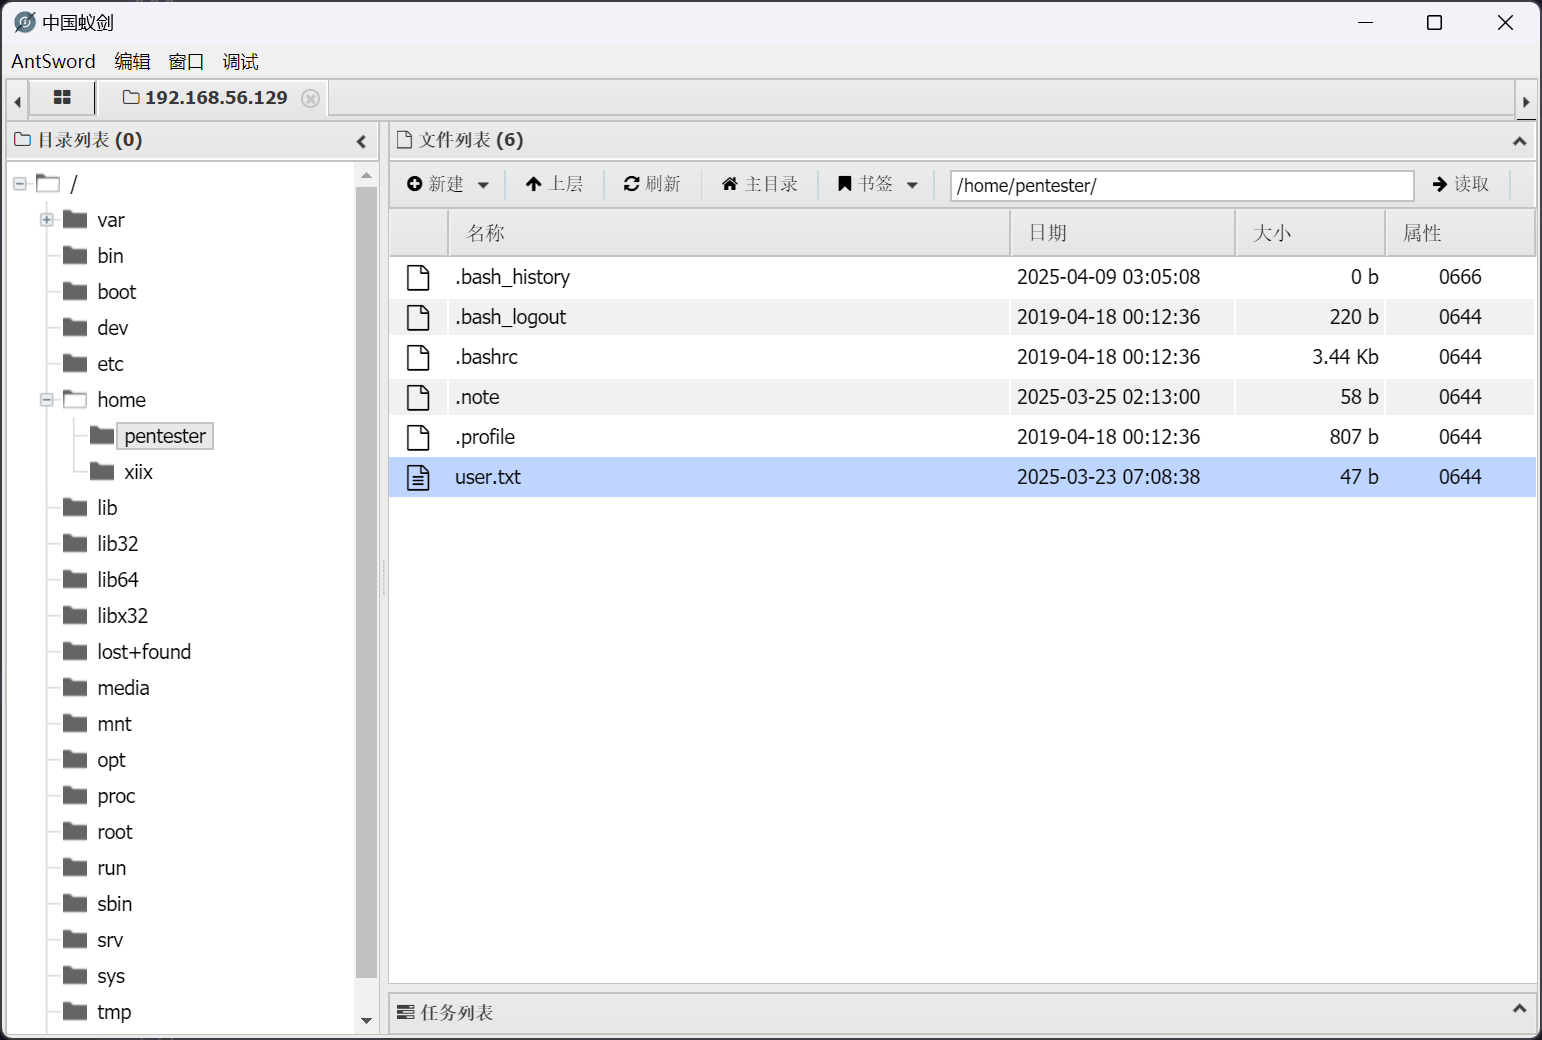 中国蚁剑
AntSword 编辑 窗口 调试
192.168.56.129
目录列表 (0)
/
var
bin
boot
dev
etc
home
pentester
xiix
lib
lib32
lib64
libx32
lost+found
media
mnt
opt
proc
root
run
sbin
srv
sys
tmp
文件列表 (6)
新建 上层 刷新 主目录 书签 /home/pentester/ 读取
名称 日期 大小 属性
.bash_history 2025-04-09 03:05:08 0 b 0666
.bash_logout 2019-04-18 00:12:36 220 b 0644
.bashrc 2019-04-18 00:12:36 3.44 Kb 0644
.note 2025-03-25 02:13:00 58 b 0644
.profile 2019-04-18 00:12:36 807 b 0644
user.txt 2025-03-23 07:08:38 47 b 0644
任务列表